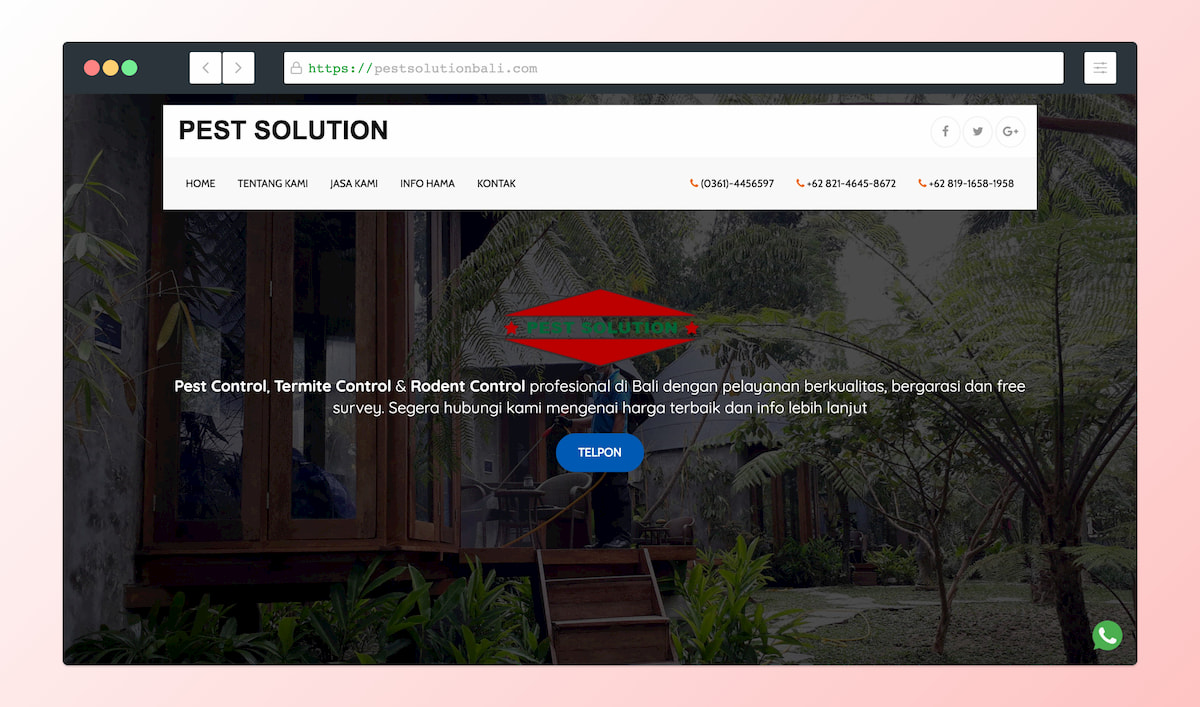 https://pestsolutionbali.com
PEST SOLUTION
HOME TENTANG KAMI JASA KAMI INFO HAMA KONTAK (0361)-4456597 +62 821-4645-8672 +62 819-1658-1958
PEST SOLUTION
Pest Control, Termite Control & Rodent Control profesional di Bali dengan pelayanan berkualitas, bergarasi dan free
survey. Segera hubungi kami mengenai harga terbaik dan info lebih lanjut
TELPON